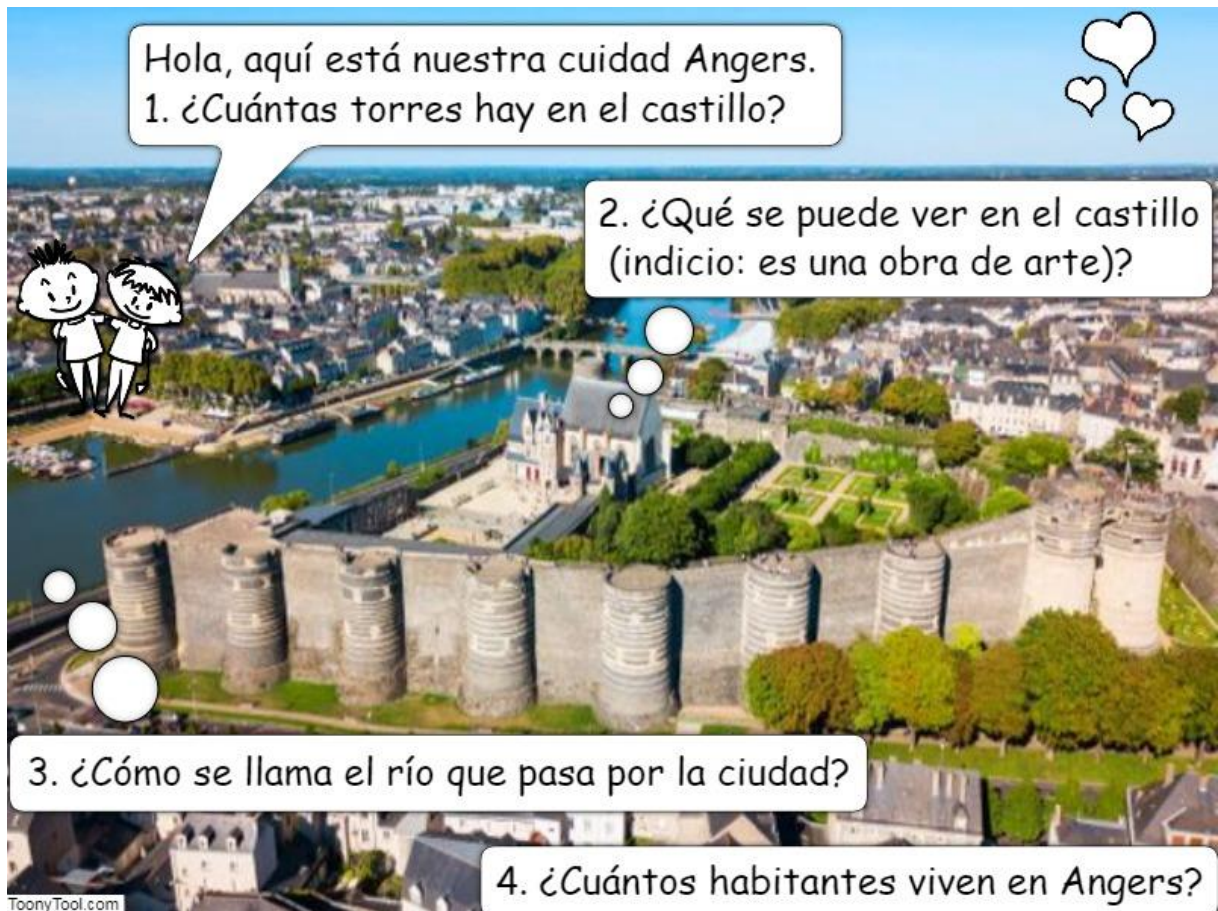 Hola, aquí está nuestra cuidad Angers.
1. ¿Cuántas torres hay en el castillo?
2. ¿Qué se puede ver en el castillo
(indicio: es una obra de arte)?
3. ¿Cómo se llama el río que pasa por la ciudad?
4. ¿Cuántos habitantes viven en Angers?
ToonyTool.com